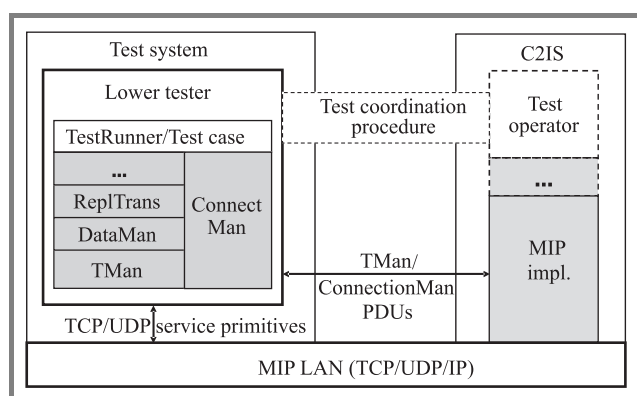 Test system
C2IS
Lower tester
Test coordination
procedure
Test
operator
TestRunner/Test case
...
ReplTrans
DataMan
TMan
Connect
Man
...
MIP
impl.
TMan/
ConnectionMan
PDUs
TCP/UDP service primitives
MIP LAN (TCP/UDP/IP)